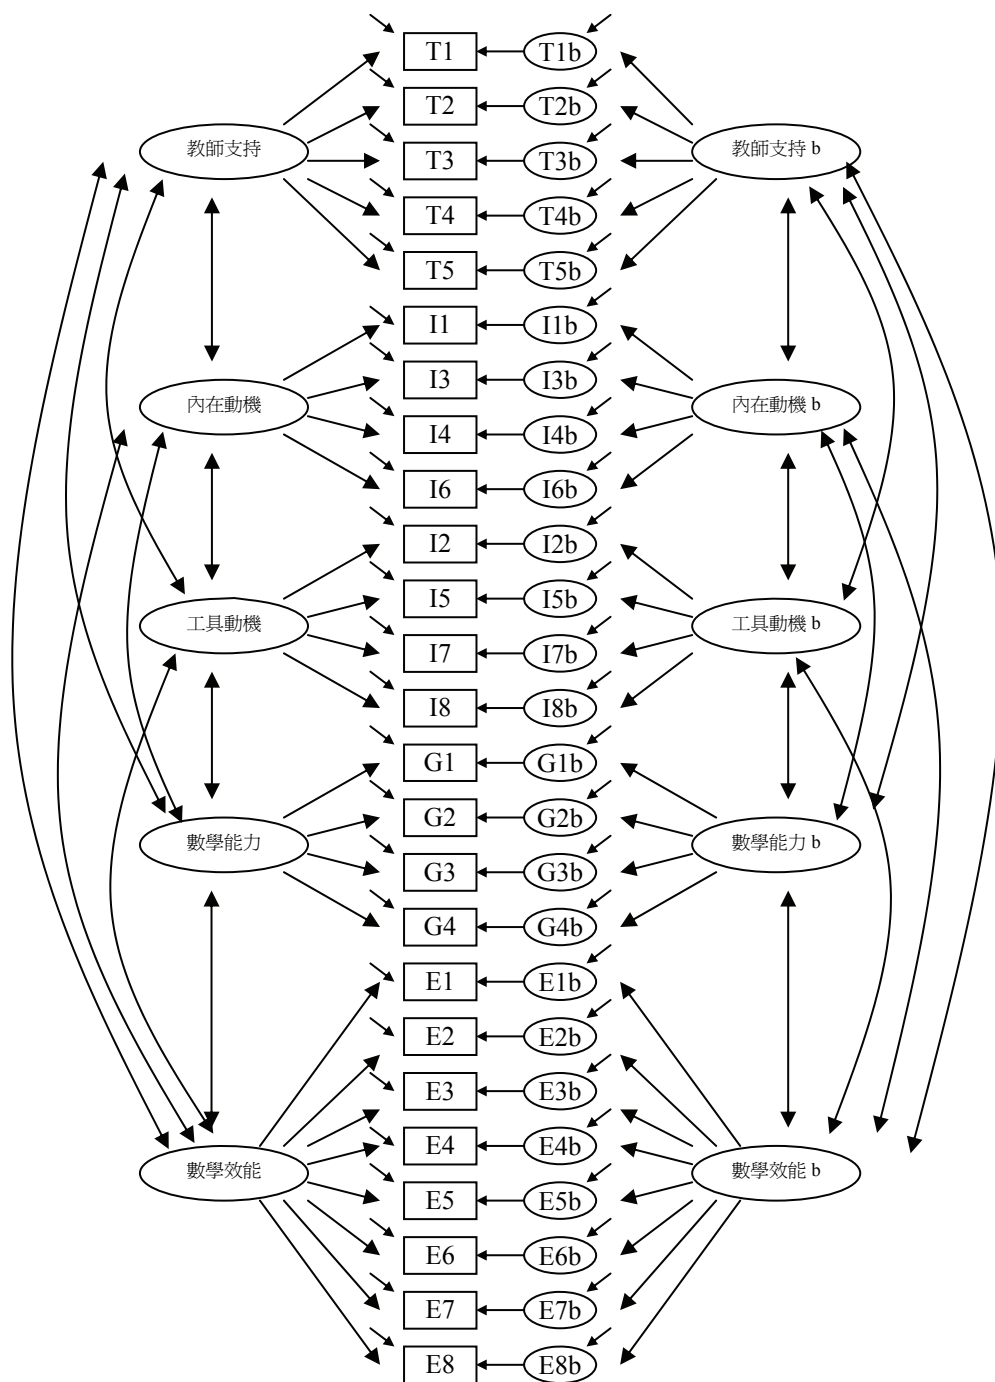 T1 T1b
T2 T2b
教師支持 T3 T3b 教師支持 b
T4 T4b
T5 T5b
I1 I1b
I3 I3b
內在動機 內在動機 b
I4 I4b
I6 I6b
I2 I2b
I5 I5b
工具動機 工具動機 b
I7 I7b
I8 I8b
G1 G1b
G2 G2b
數學能力 數學能力 b
G3 G3b
G4 G4b
E1 E1b
E2 E2b
E3 E3b
E4 E4b
數學效能 數學效能 b
E5 E5b
E6 E6b
E7 E7b
E8 E8b